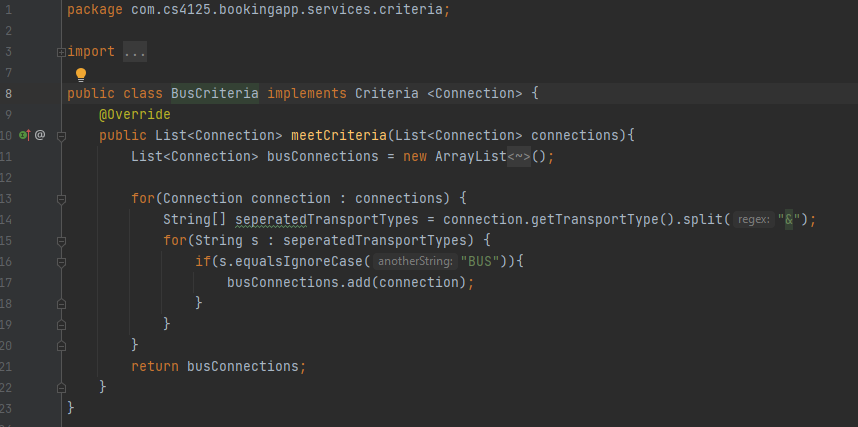 1 package com.cs4125.bookingapp.services.criteria;
2
3 import ...
7
8 public class BusCriteria implements Criteria <Connection> {
9 @Override
10 @ public List<Connection> meetCriteria(List<Connection> connections){
11 List<Connection> busConnections = new ArrayList<~>();
12
13 for(Connection connection : connections) {
14 String[] seperatedTransportTypes = connection.getTransportType().split( regex: "&");
15 for(String s : seperatedTransportTypes) {
16 if(s.equalsIgnoreCase( anotherString: "BUS")){
17 busConnections.add(connection);
18 }
19 }
20 }
21 return busConnections;
22 }
23 }